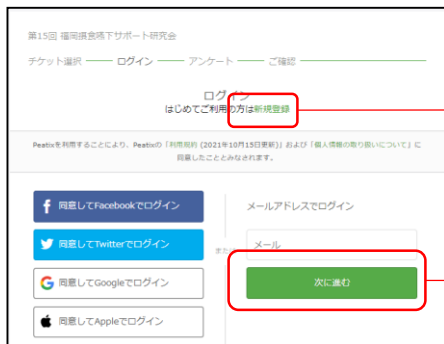 第15回 福岡摂食嚥下サポート研究会
チケット選択 ログイン アンケート ご確認
ログイン
はじめてご利用の方は新規登録
Peatixを利用することにより、Peatixの「利用規約 (2021年10月15日更新)」および「個人情報の取り扱いについて」に
同意したこととみなされます。
同意してFacebookでログイン
同意してTwitterでログイン
同意してGoogleでログイン
同意してAppleでログイン
または
メールアドレスでログイン
メール
次に進む